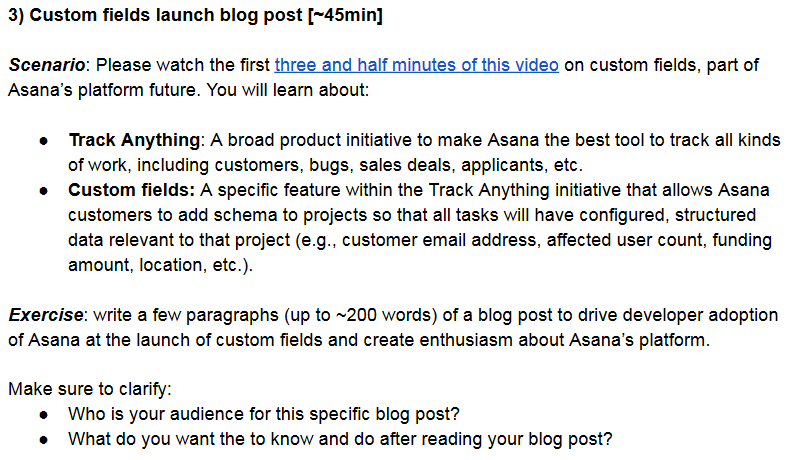 3) Custom fields launch blog post [~45min]
Scenario: Please watch the first three and half minutes of this video on custom fields, part of
Asana's platform future. You will learn about:
● Track Anything: A broad product initiative to make Asana the best tool to track all kinds
of work, including customers, bugs, sales deals, applicants, etc.
● Custom fields: A specific feature within the Track Anything initiative that allows Asana
customers to add schema to projects so that all tasks will have configured, structured
data relevant to that project (e.g., customer email address, affected user count, funding
amount, location, etc.).
Exercise: write a few paragraphs (up to ~200 words) of a blog post to drive developer adoption
of Asana at the launch of custom fields and create enthusiasm about Asana's platform.
Make sure to clarify:
● Who is your audience for this specific blog post?
● What do you want the to know and do after reading your blog post?